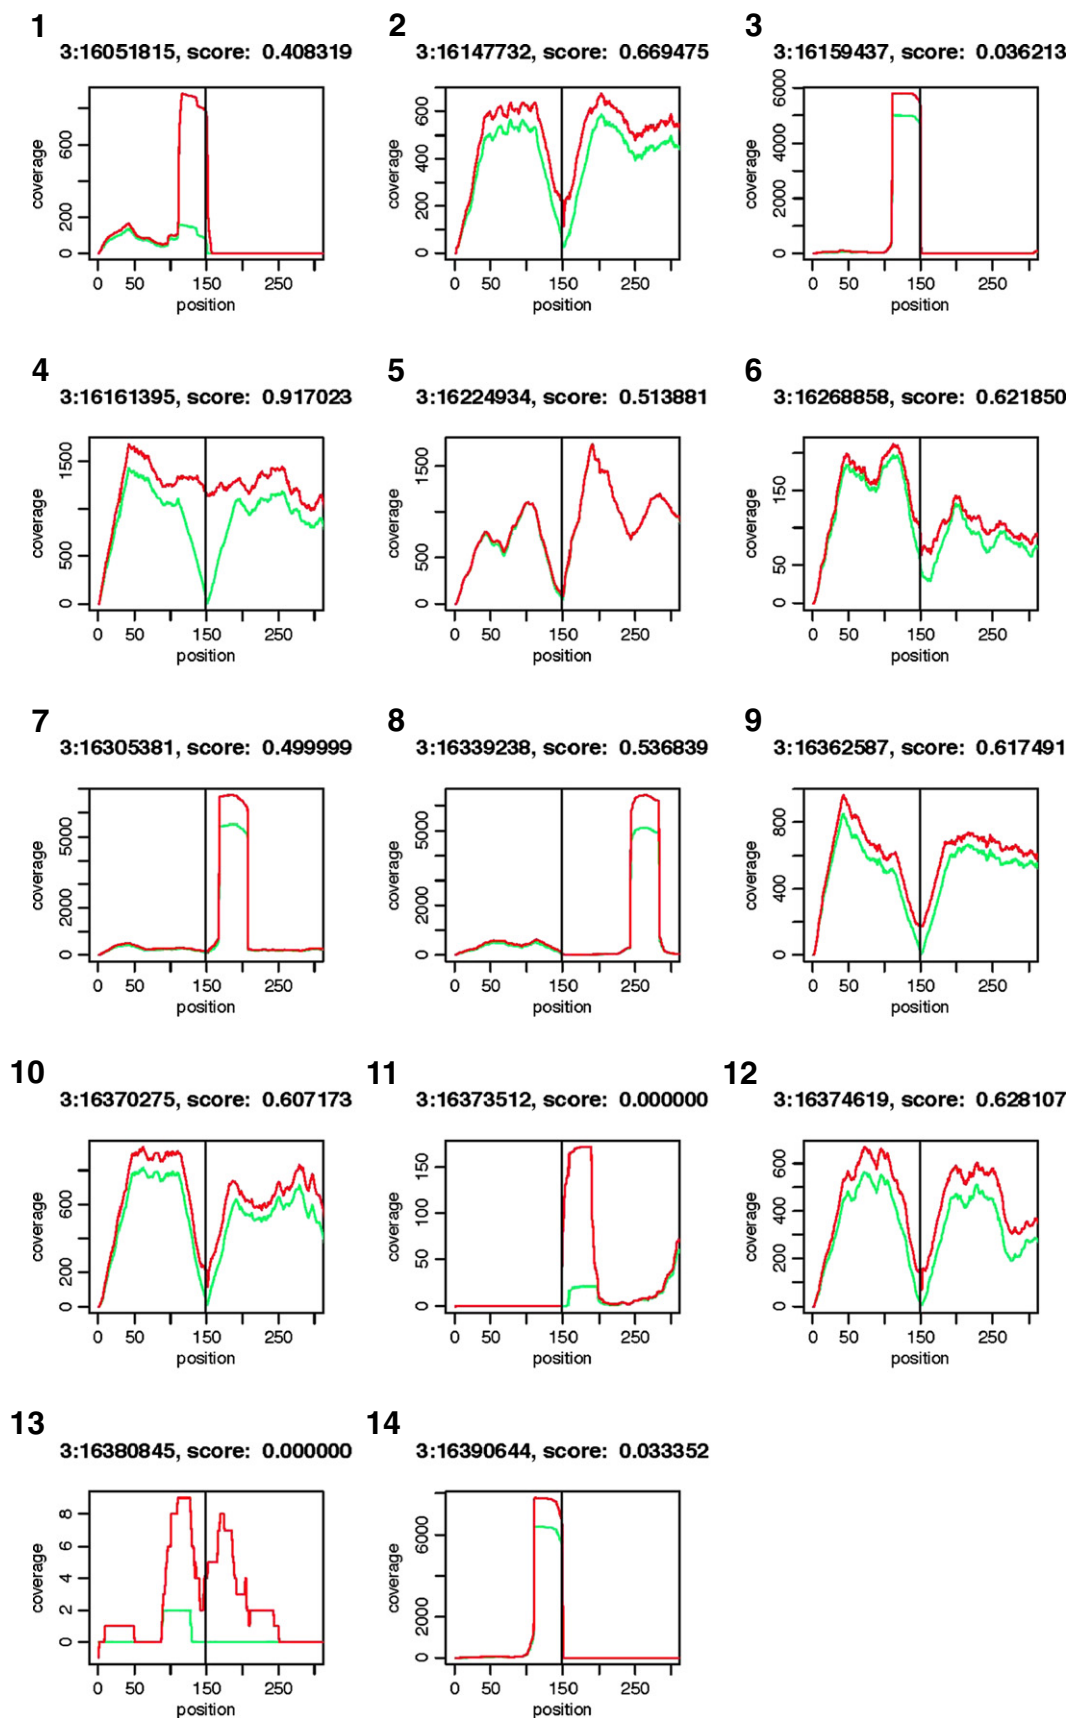 1
3:16051815, score: 0.408319
coverage
600
200
0
0 50 150 250
position
2
3:16147732, score: 0.669475
coverage
600
400
200
0
0 50 150 250
position
3
3:16159437, score: 0.036213
coverage
6000
4000
2000
0
0 50 150 250
position
4
3:16161395, score: 0.917023
coverage
1500
500
0
0 50 150 250
position
5
3:16224934, score: 0.513881
coverage
1500
500
0
0 50 150 250
position
6
3:16268858, score: 0.621850
coverage
150
50
0
0 50 150 250
position
7
3:16305381, score: 0.499999
coverage
5000
2000
0
0 50 150 250
position
8
3:16339238, score: 0.536839
coverage
5000
2000
0
0 50 150 250
position
9
3:16362587, score: 0.617491
coverage
800
400
0
0 50 150 250
position
10
3:16370275, score: 0.607173
coverage
600
200
0
0 50 150 250
position
11
3:16373512, score: 0.000000
coverage
150
100
50
0
0 50 150 250
position
12
3:16374619, score: 0.628107
coverage
600
400
200
0
0 50 150 250
position
13
3:16380845, score: 0.000000
coverage
8
6
4
2
0
0 50 150 250
position
14
3:16390644, score: 0.033352
coverage
6000
2000
0
0 50 150 250
position